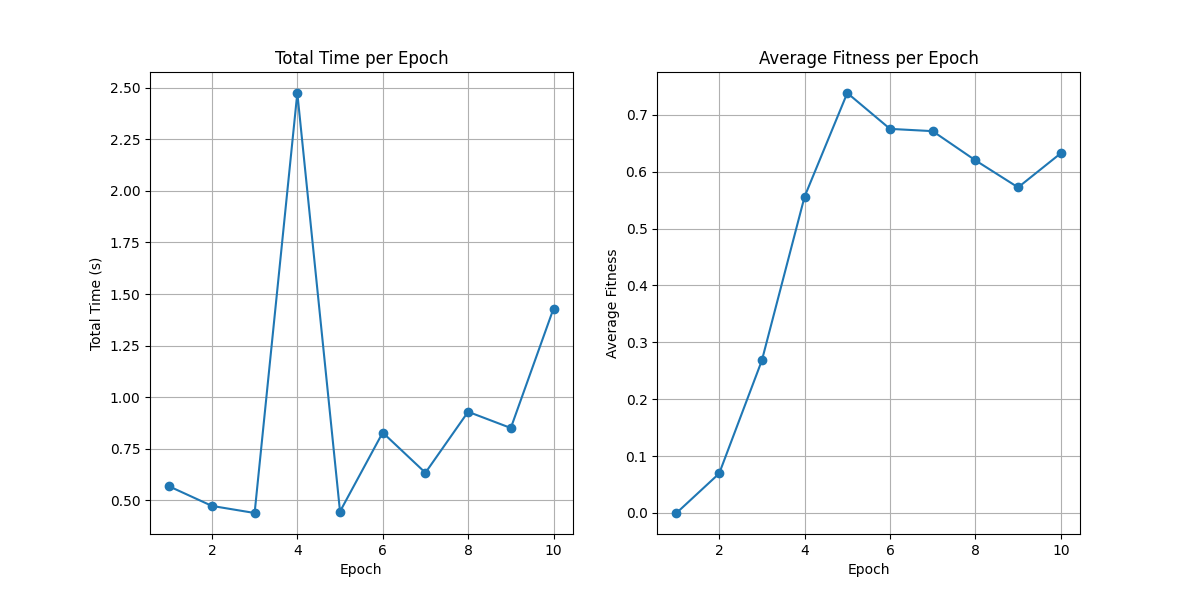 Total Time per Epoch
Total Time (s)
2.50
2.25
2.00
1.75
1.50
1.25
1.00
0.75
0.50
2 4 6 8 10
Epoch
Average Fitness per Epoch
Average Fitness
0.7
0.6
0.5
0.4
0.3
0.2
0.1
0.0
2 4 6 8 10
Epoch